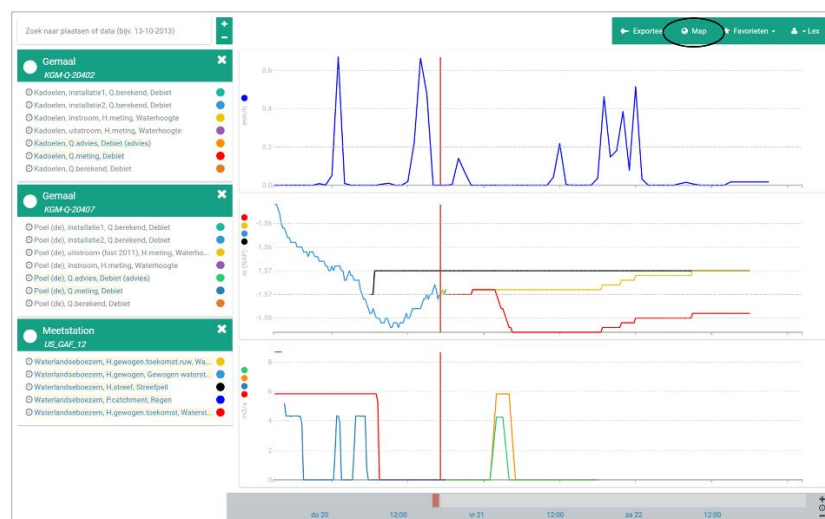 Zoek naar plaatsen of data (bijv. 13-10-2013)
+
−
Exportee
Map
Favorieten
Lex
Gemaal
KGM-Q-20402
Kadoelen, installatie1, Q.berekend, Debiet
Kadoelen, installatie2, Q.berekend, Debiet
Kadoelen, instroom, H.meting, Waterhoogte
Kadoelen, uitstroom, H.meting, Waterhoogte
Kadoelen, Q.advies, Debiet (advies)
Kadoelen, Q.meting, Debiet
Kadoelen, Q.berekend, Debiet
Gemaal
KGM-Q-20407
Poel (de), installatie1, Q.berekend, Debiet
Poel (de), installatie2, Q.berekend, Debiet
Poel (de), uitstroom (hist 2011), H.meting, Waterho...
Poel (de), instroom, H.meting, Waterhoogte
Poel (de), Q.advies, Debiet (advies)
Poel (de), Q.meting, Debiet
Poel (de), Q.berekend, Debiet
Meetstation
US_GAF_12
Waterlandseboezem, H.gewogen.toekomst.ruw, Wa...
Waterlandseboezem, H.gewogen, Gewogen waterst...
Waterlandseboezem, H.streef, Streefpeil
Waterlandseboezem, P.catchment, Regen
Waterlandseboezem, H.gewogen.toekomst, Waterst...
mm/h
0.6
0.4
0.2
0.0
m (NAP)
-1.56
-1.56
-1.57
-1.57
-1.58
m3/s
8
6
4
2
0
do 20
12:00
vr 21
12:00
za 22
12:00
+
−